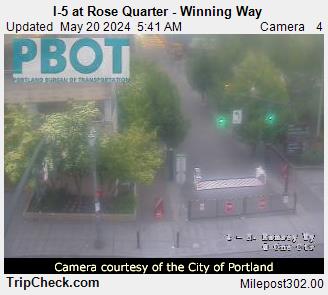 I-5 at Rose Quarter - Winning Way
Updated May 20 2024 5:41 AM Camera 4
PBOT
PORTLAND BUREAU OF TRANSPORTATION
Camera courtesy of the City of Portland
TripCheck.com Milepost302.00